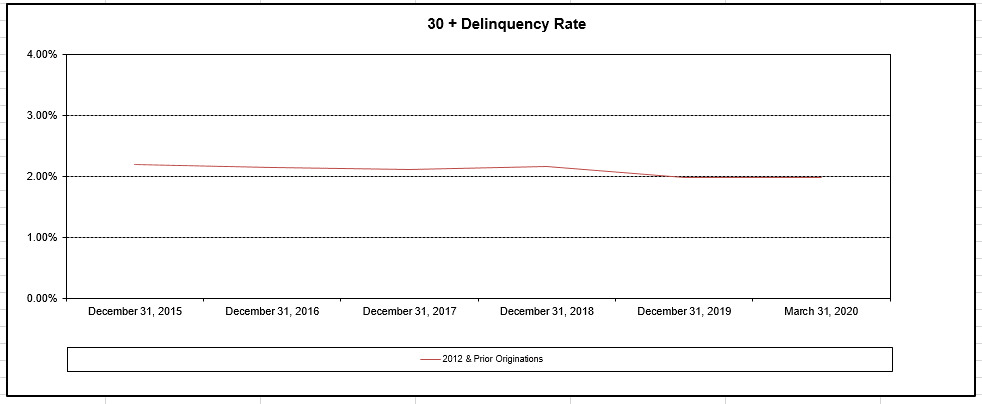 30 + Delinquency Rate
4.00%
3.00%
2.00%
1.00%
0.00%
December 31, 2015 December 31, 2016 December 31, 2017 December 31, 2018 December 31, 2019 March 31, 2020
2012 & Prior Originations